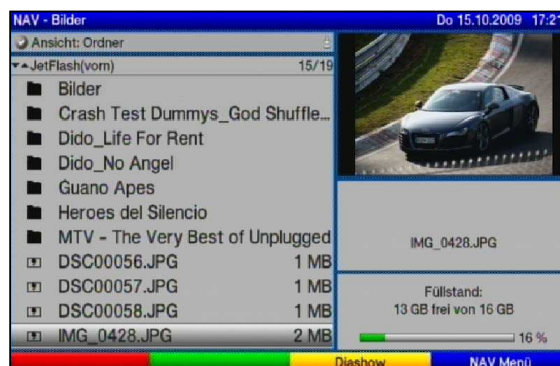 NAV - Bilder
Do 15.10.2009 17:21
Ansicht: Ordner
JetFlash(vorn) 15/19
Bilder
Crash Test Dummys_God Shuffle...
Dido_Life For Rent
Dido_No Angel
Guano Apes
Heroes del Silencio
MTV - The Very Best of Unplugged
DSC00056.JPG 1 MB
DSC00057.JPG 1 MB
DSC00058.JPG 1 MB
IMG_0428.JPG 2 MB
IMG_0428.JPG
Füllstand:
13 GB frei von 16 GB
16 %
Diashow
NAV Menü